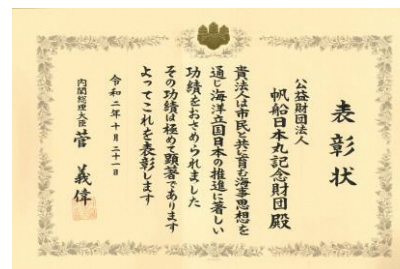 表彰状
公益財団法人
帆船日本丸記念財団殿
貴法人は市民と共に育む海事思想を
通じ海洋立国日本の推進に著しい
功績をおさめられました
その功績は極めて顕著であります
よってこれを表彰します
令和二年十月二十一日
内閣総理大臣 菅義偉